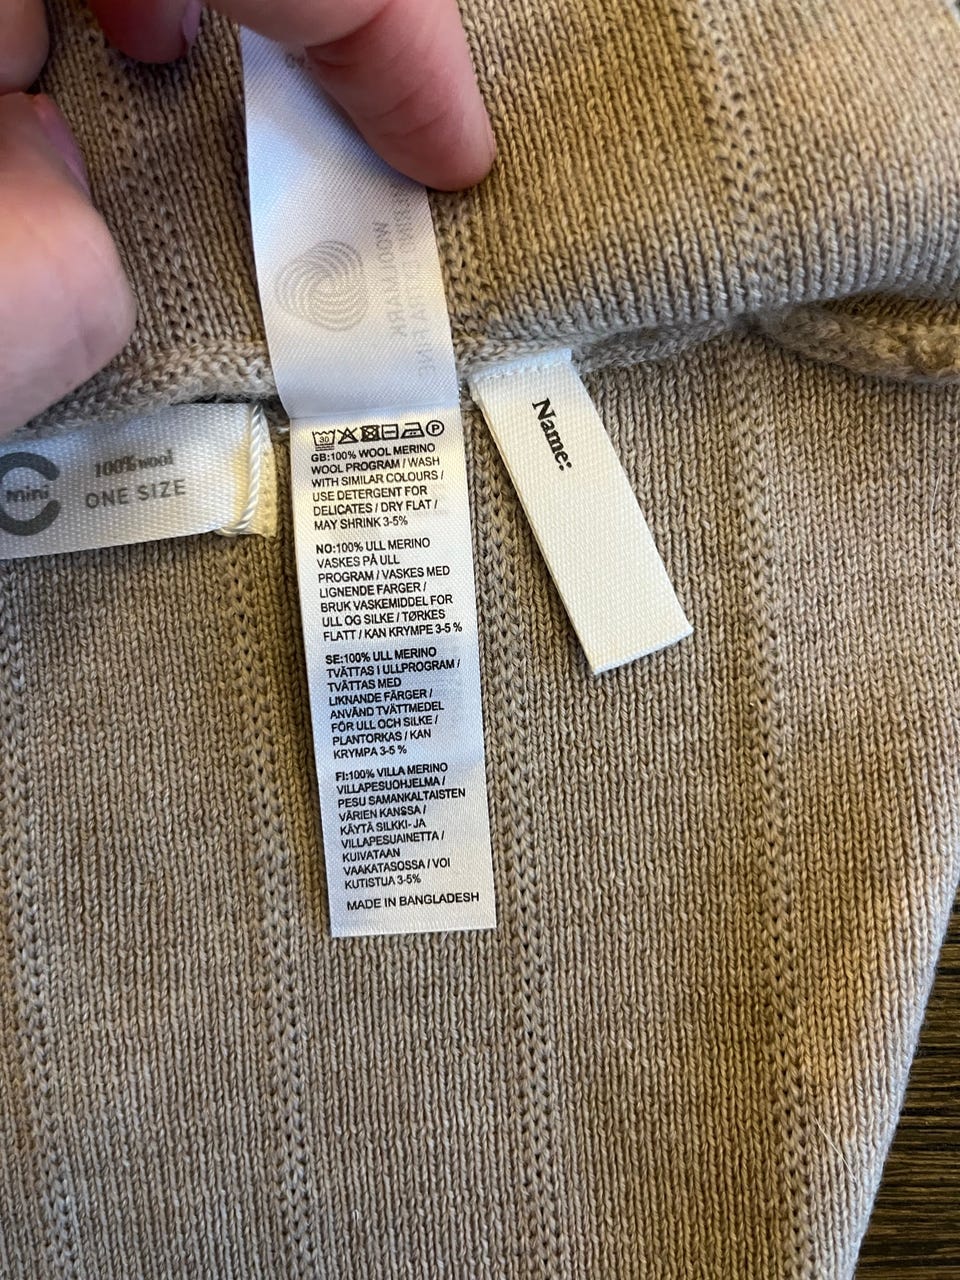 mini
100% wool
ONE SIZE
30
P
GB:100% WOOL MERINO
WOOL PROGRAM / WASH
WITH SIMILAR COLOURS /
USE DETERGENT FOR
DELICATES / DRY FLAT /
MAY SHRINK 3-5%
NO:100% ULL MERINO
VASKES PÅ ULL
PROGRAM / VASKES MED
LIGNENDE FARGER /
BRUK VASKEMIDDEL FOR
ULL OG SILKE / TØRKES
FLATT / KAN KRYMPE 3-5 %
SE:100% ULL MERINO
TVÄTTAS I ULLPROGRAM /
TVÄTTAS MED
LIKNANDE FÄRGER /
ANVÄND TVÄTTMEDEL
FÖR ULL OCH SILKE /
PLANTORKAS / KAN
KRYMPA 3-5 %
FI:100% VILLA MERINO
VILLAPESUOHJELMA /
PESU SAMANKALTAISTEN
VÄRIEN KANSSA /
KÄYTÄ SILKKI- JA
VILLAPESUAINETTA /
KUIVATAAN
VAAKATASOSSA / VOI
KUTISTUA 3-5%
MADE IN BANGLADESH
Name: